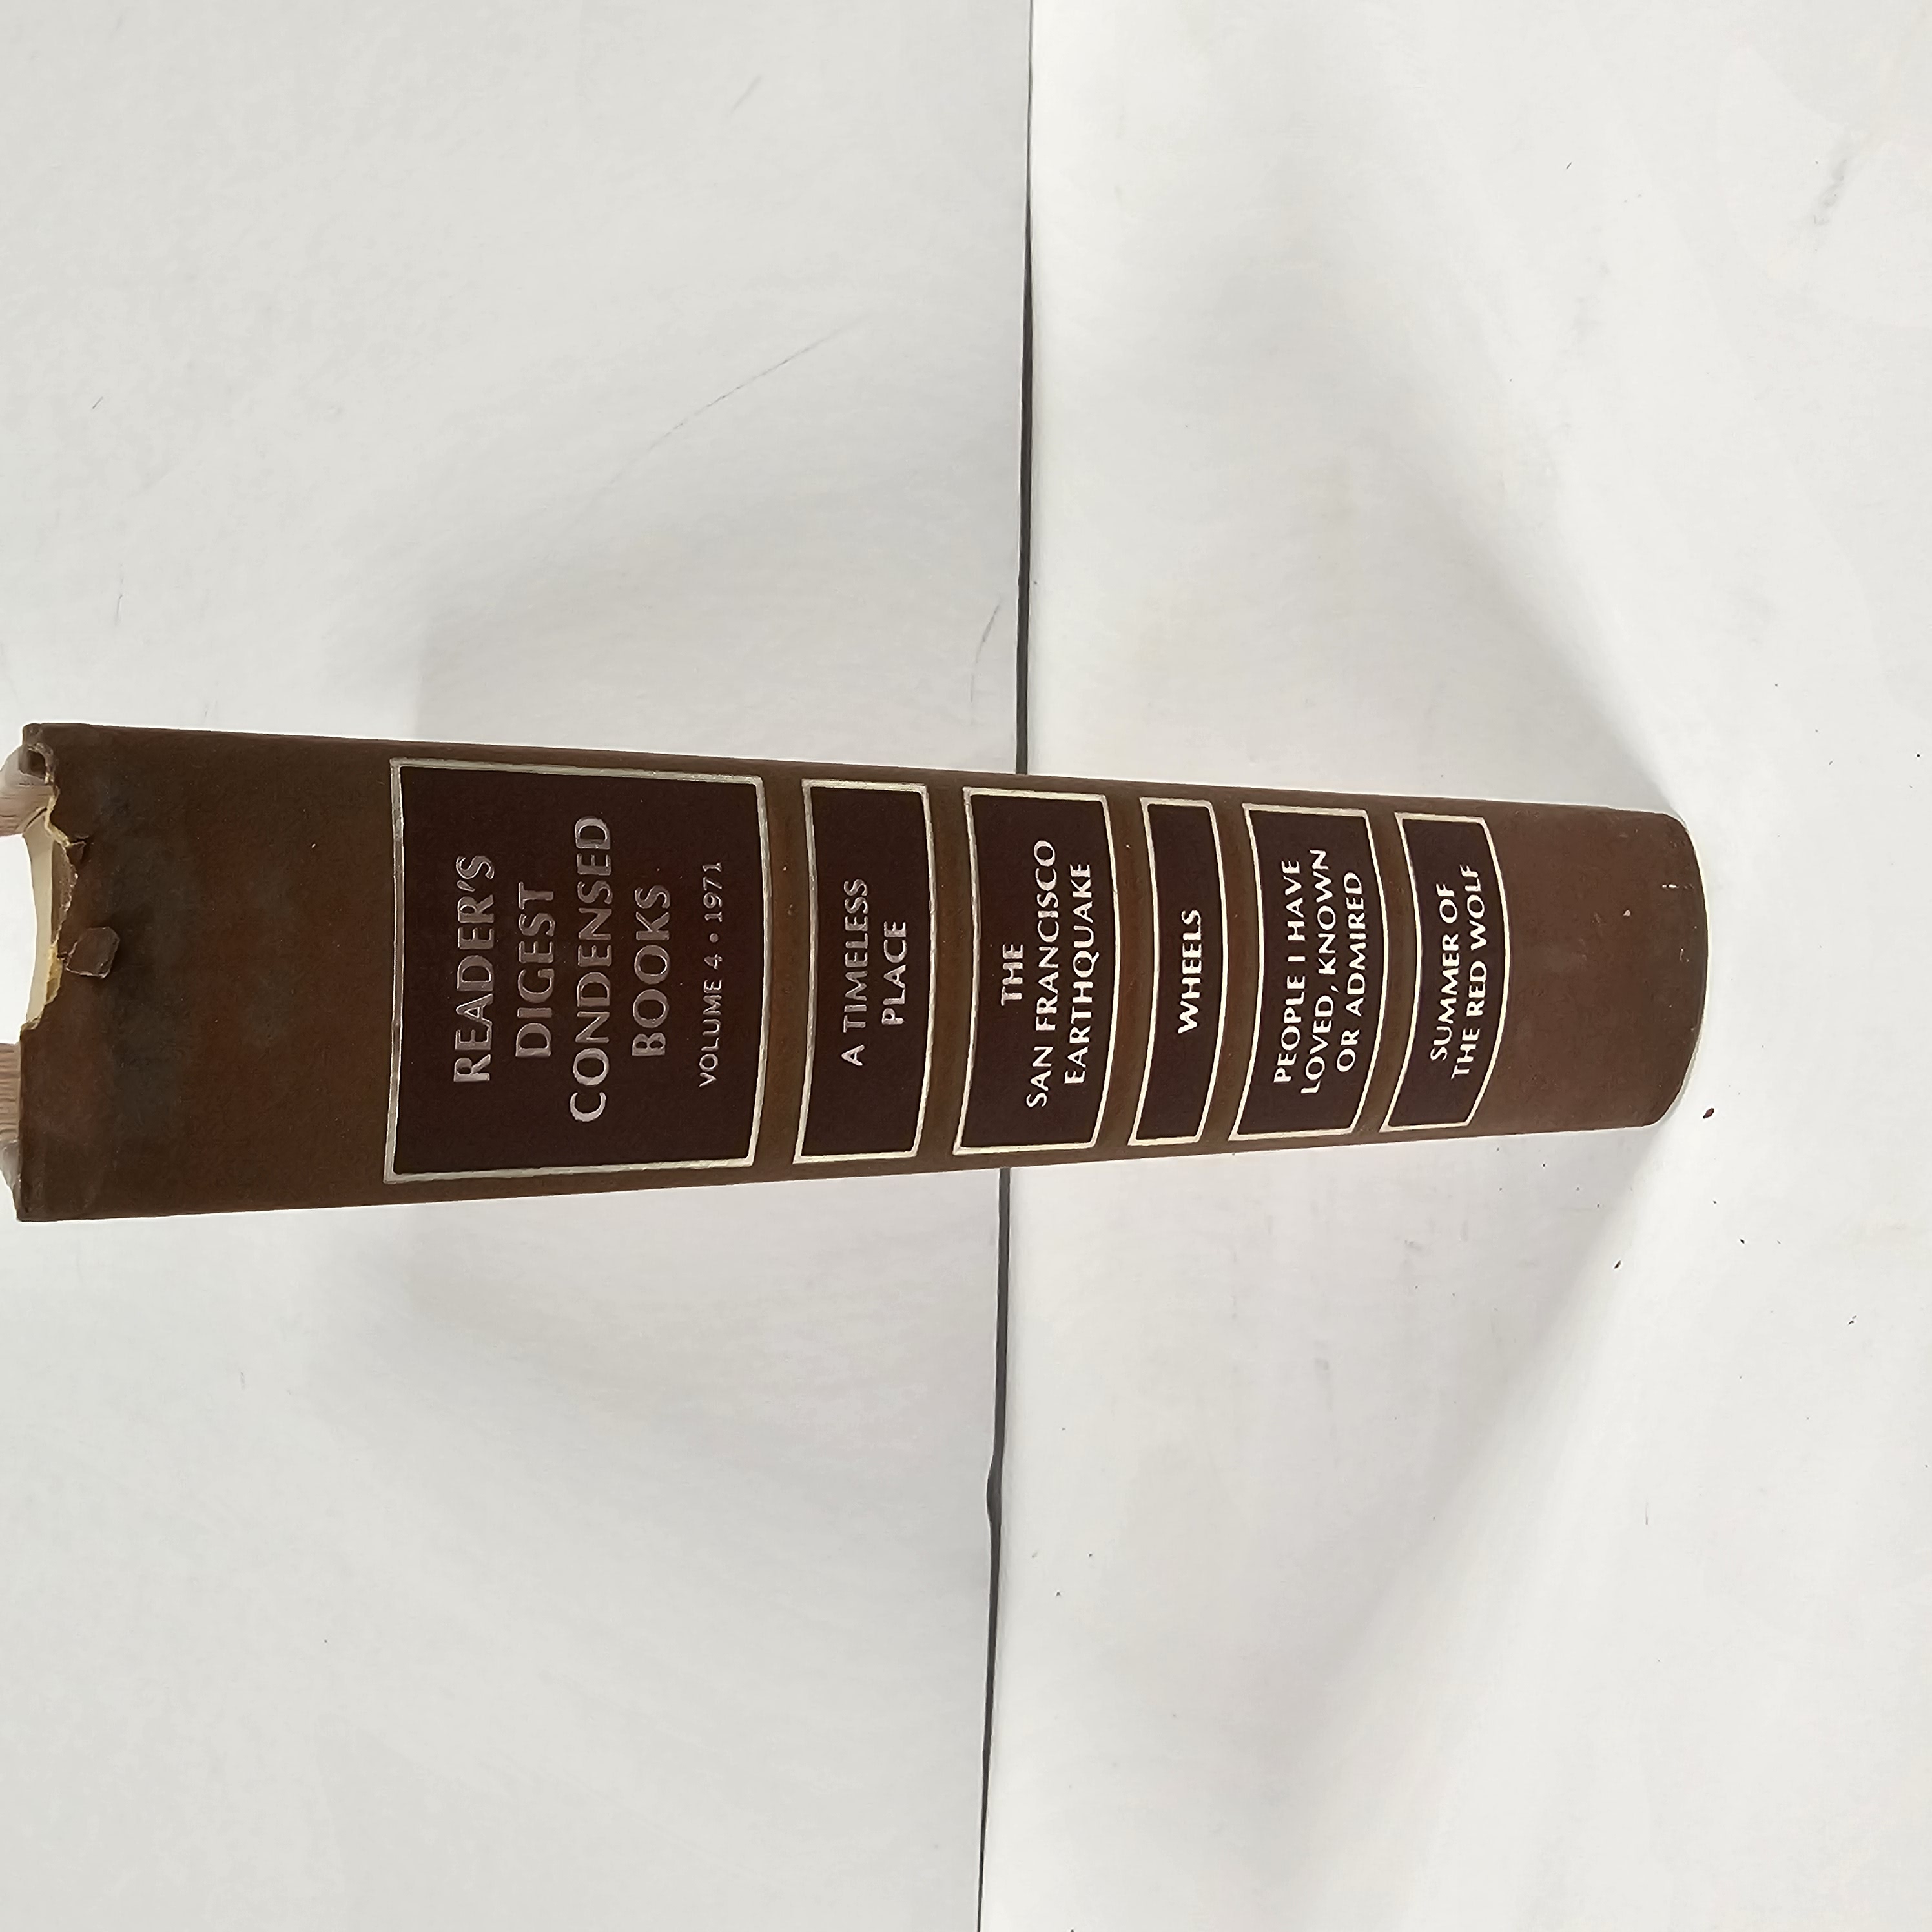 READER'S
DIGEST
CONDENSED
BOOKS
VOLUME 4 • 1971
A TIMELESS
PLACE
THE
SAN FRANCISCO
EARTHQUAKE
WHEELS
PEOPLE I HAVE
LOVED, KNOWN
OR ADMIRED
SUMMER OF
THE RED WOLF